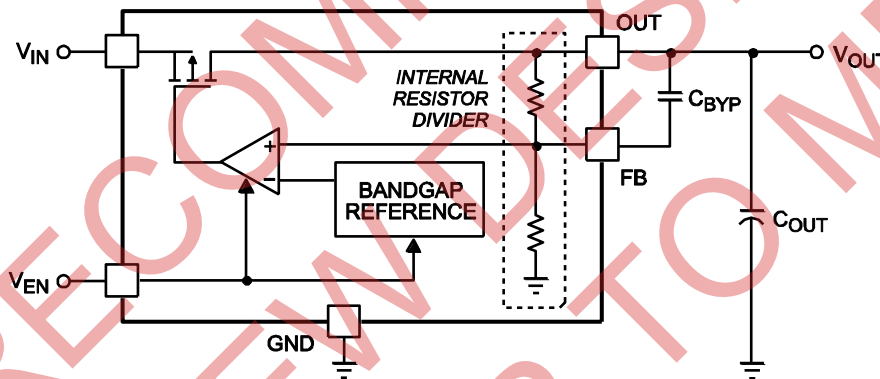 OUT
VIN
VOUT
INTERNAL
RESISTOR
DIVIDER
CBYP
FB
BANDGAP
REFERENCE
COUT
VEN
GND